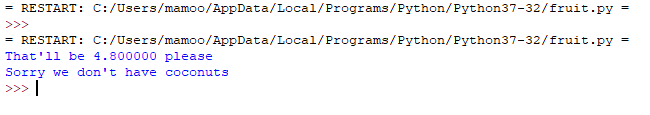 = RESTART: C:/Users/mamoo/AppData/Local/Programs/Python/Python37-32/fruit.py =
>>>
= RESTART: C:/Users/mamoo/AppData/Local/Programs/Python/Python37-32/fruit.py =
That'll be 4.800000 please
Sorry we don't have coconuts
>>>